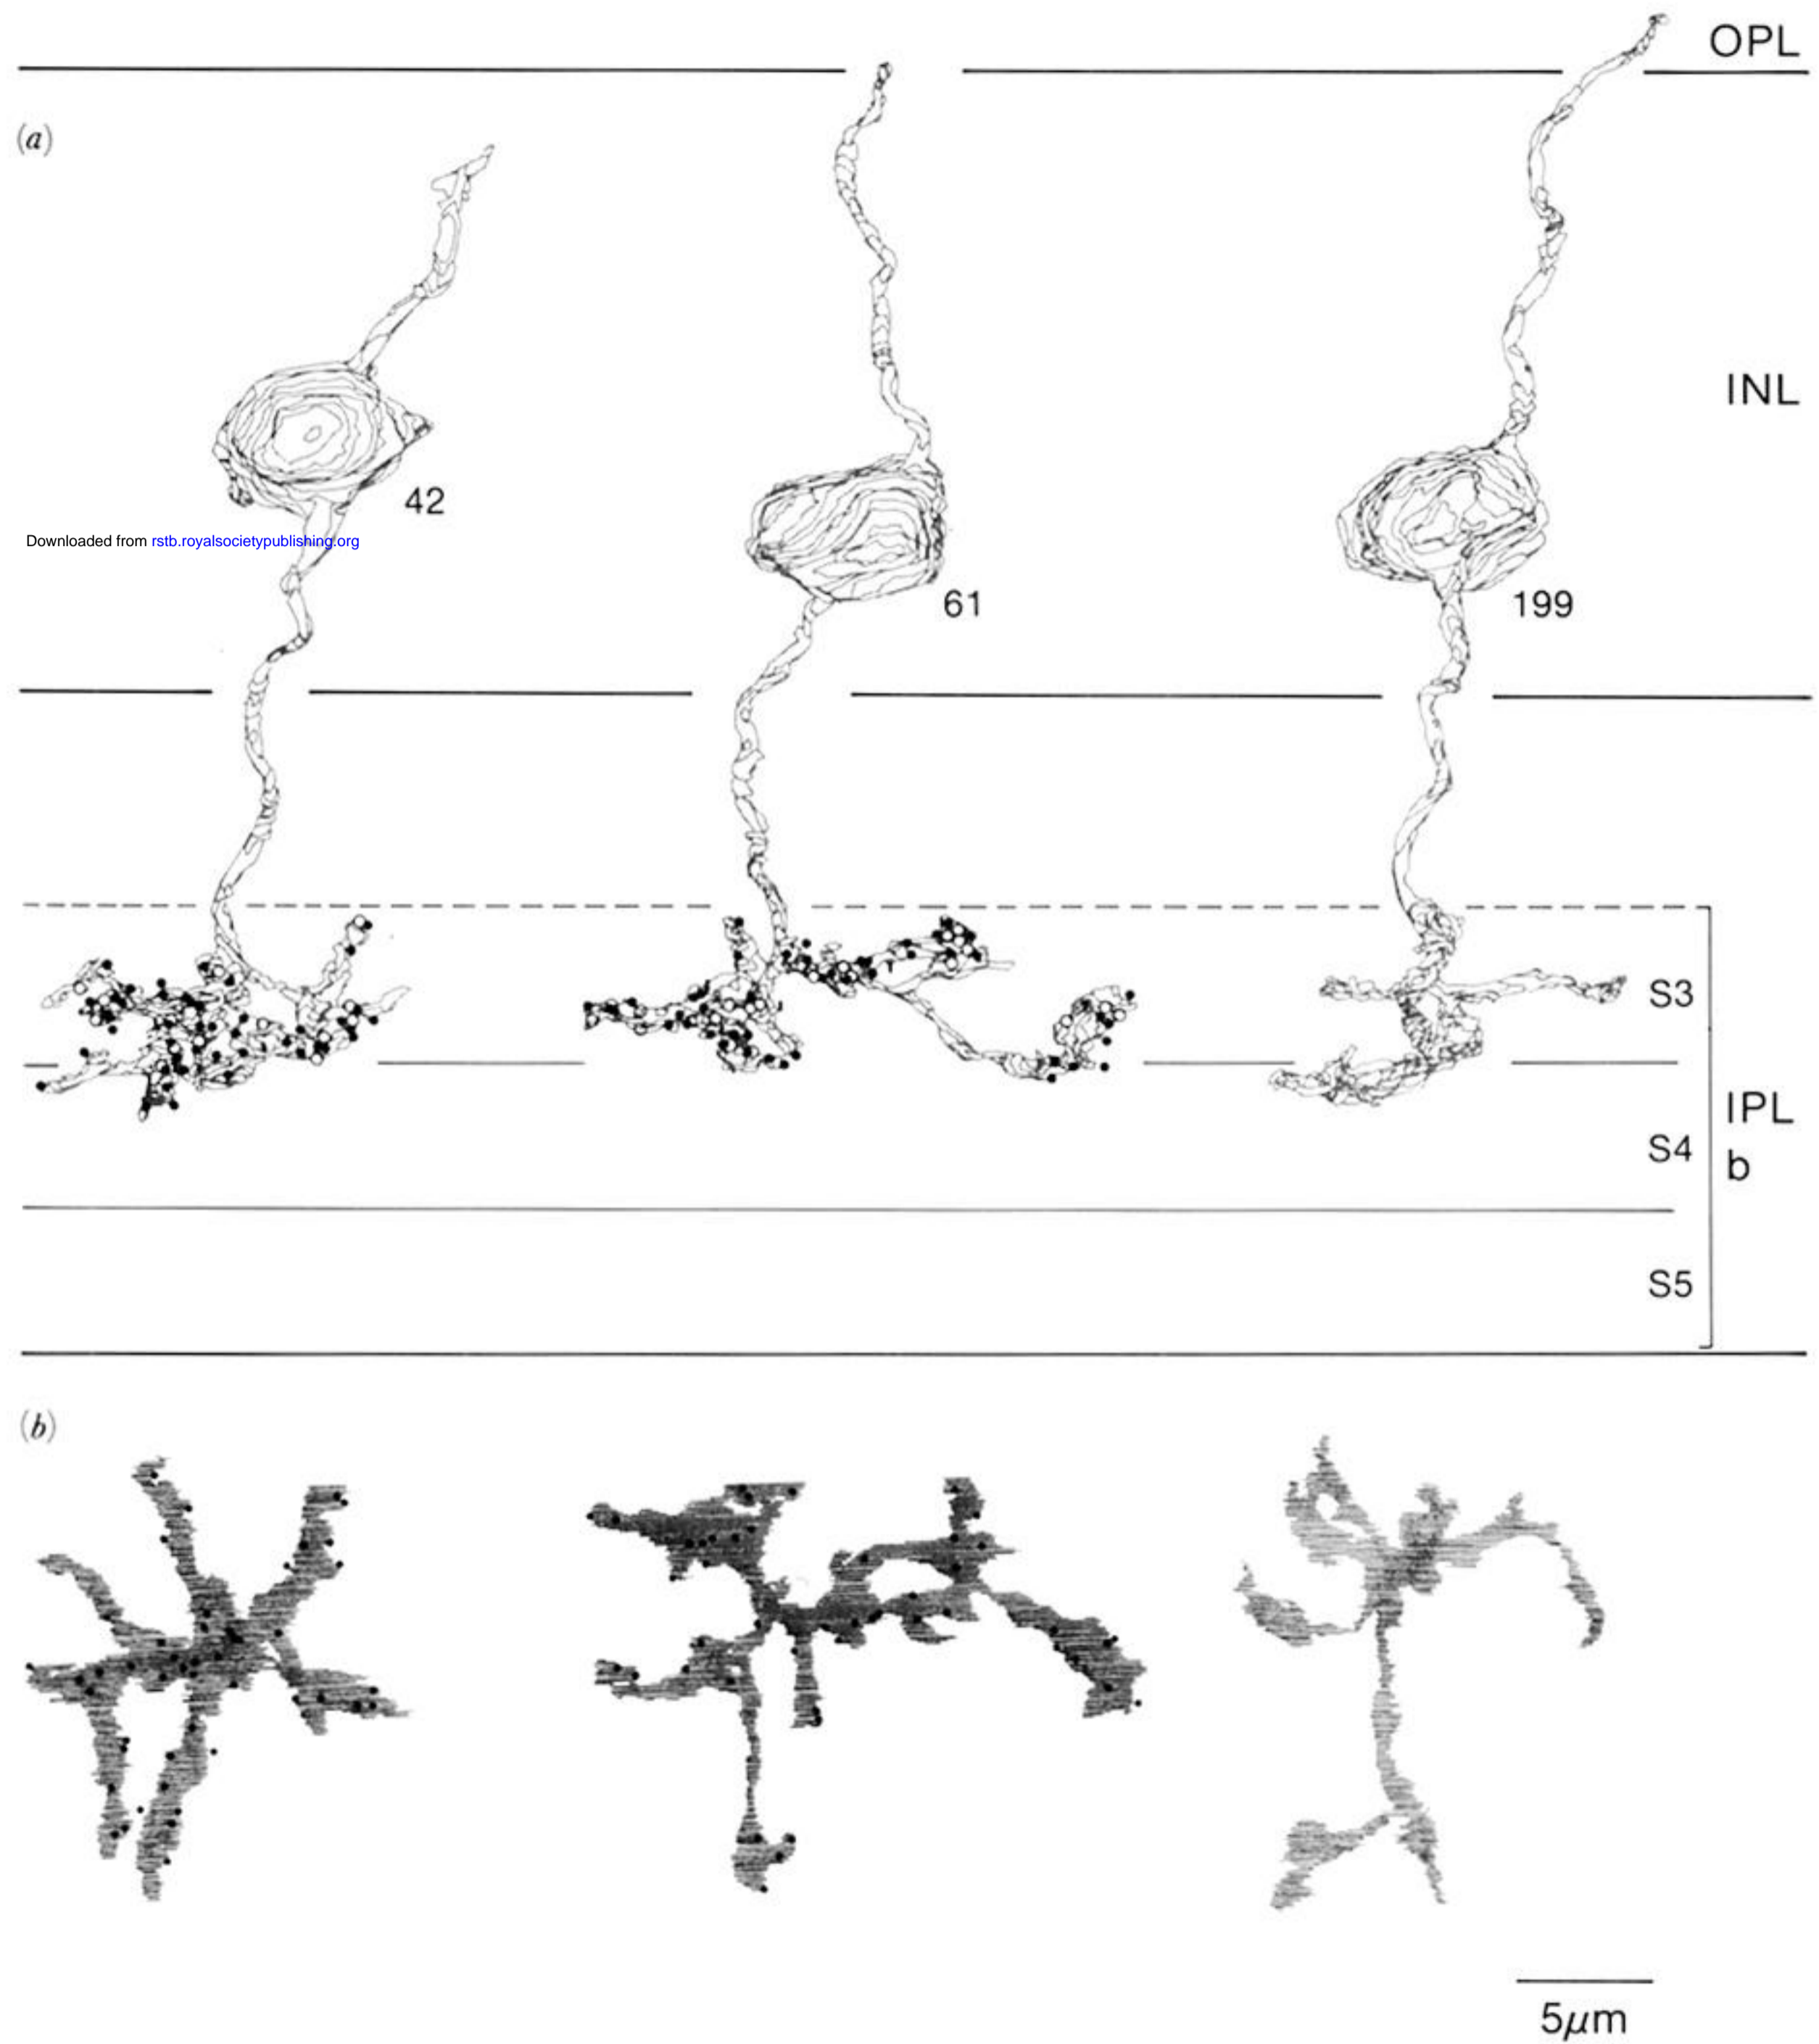 OPL
(a)
INL
42
Downloaded from rstb.royalsocietypublishing.org
61
199
S3
IPL
b
S4
S5
(b)
5μm